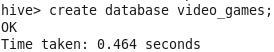 hive> create database video_games;
OK
Time taken: 0.464 seconds